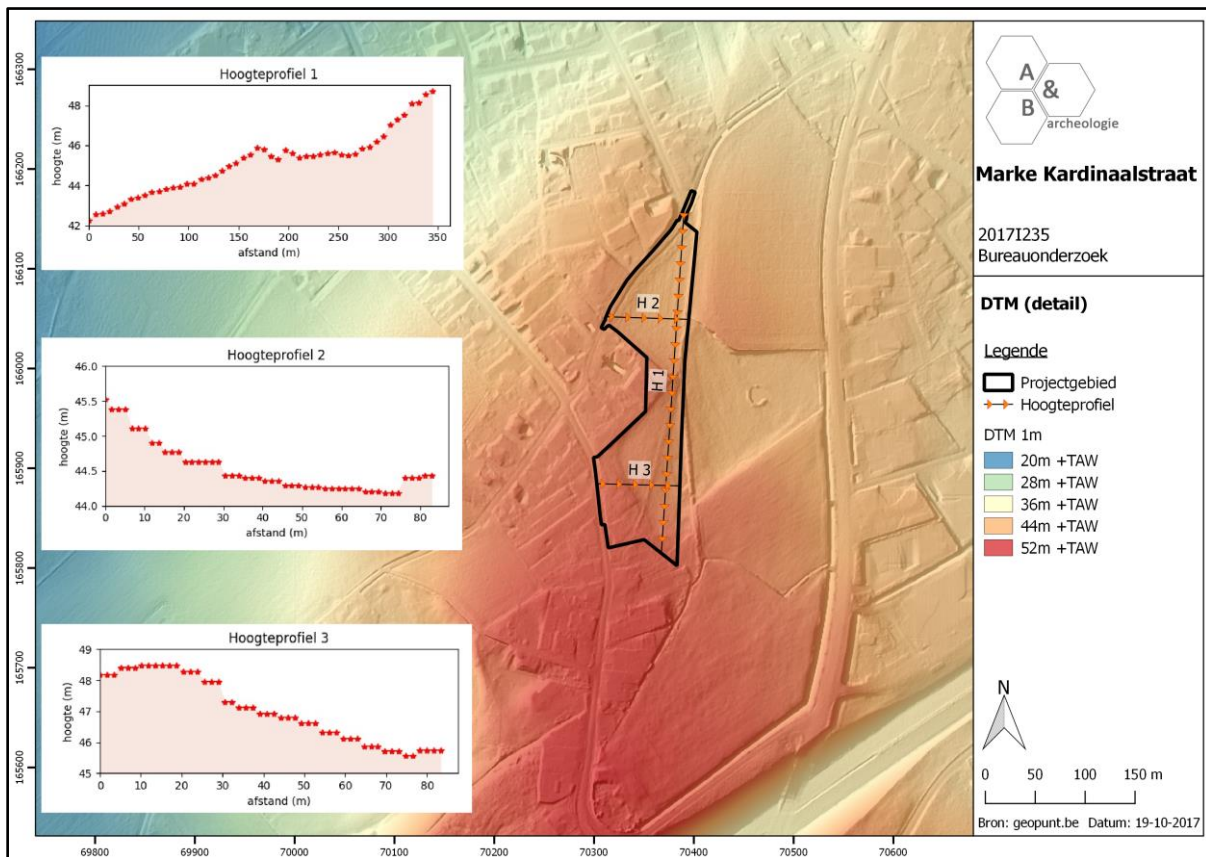 Hoogteprofiel 1
hoogte (m)
48
46
44
42
0 50 100 150 200 250 300 350
afstand (m)
Hoogteprofiel 2
hoogte (m)
46.0
45.5
45.0
44.5
44.0
0 10 20 30 40 50 60 70 80
afstand (m)
Hoogteprofiel 3
hoogte (m)
49
48
47
46
45
0 10 20 30 40 50 60 70 80
afstand (m)
166300
166200
166100
166000
165900
165800
165700
165600
69800 69900 70000 70100 70200 70300 70400 70500 70600
H 2
H 1
H 3
A
&
B
archeologie
Marke Kardinaalstraat
2017I235
Bureauonderzoek
DTM (detail)
Legende
Projectgebied
Hoogteprofiel
DTM 1m
20m +TAW
28m +TAW
36m +TAW
44m +TAW
52m +TAW
N
0 50 100 150 m
Bron: geopunt.be Datum: 19-10-2017